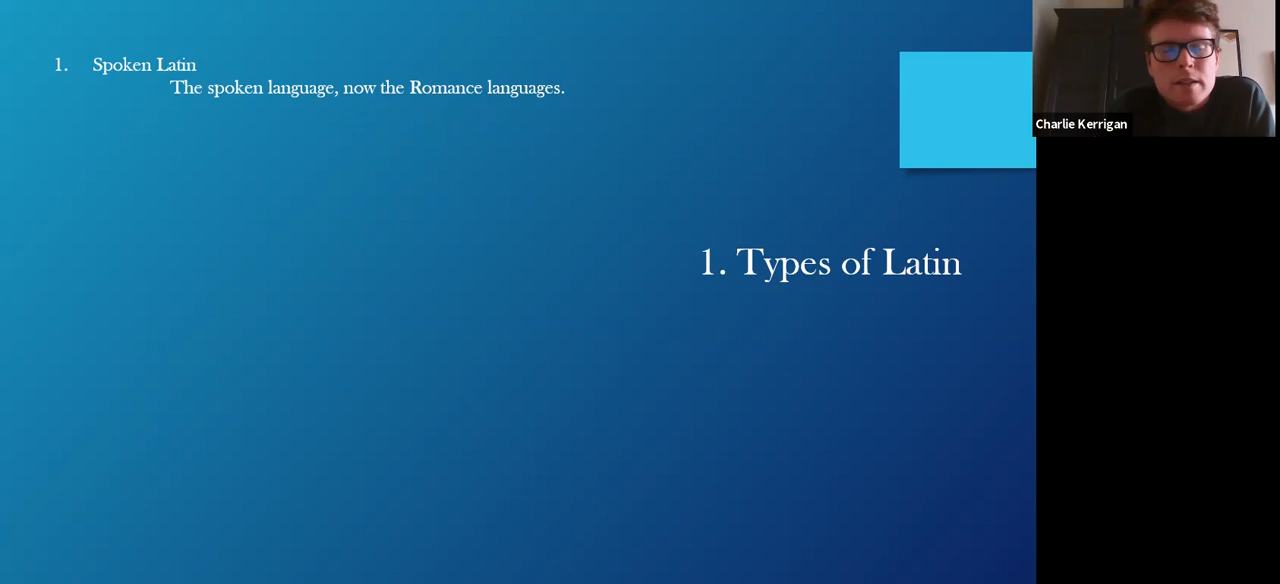 1. Spoken Latin
The spoken language, now the Romance languages.
Charlie Kerrigan
1. Types of Latin